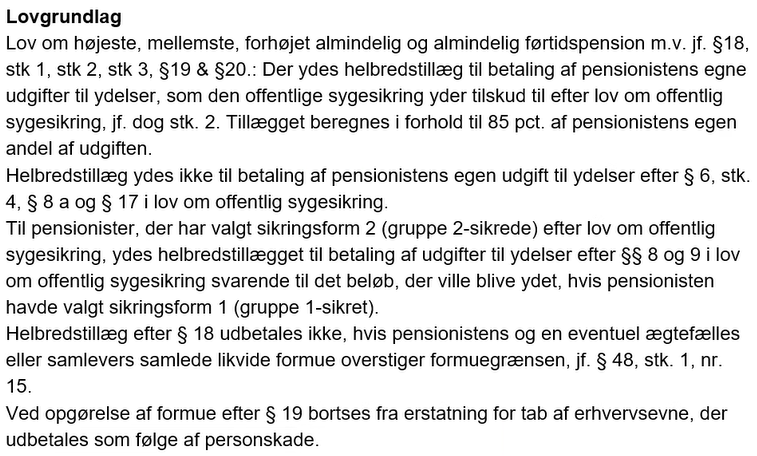 Lovgrundlag
Lov om højeste, mellemste, forhøjet almindelig og almindelig førtidspension m.v. jf. §18,
stk 1, stk 2, stk 3, §19 & §20.: Der ydes helbredstillæg til betaling af pensionistens egne
udgifter til ydelser, som den offentlige sygesikring yder tilskud til efter lov om offentlig
sygesikring, jf. dog stk. 2. Tillægget beregnes i forhold til 85 pct. af pensionistens egen
andel af udgiften.
Helbredstillæg ydes ikke til betaling af pensionistens egen udgift til ydelser efter § 6, stk.
4, § 8 a og § 17 i lov om offentlig sygesikring.
Til pensionister, der har valgt sikringsform 2 (gruppe 2-sikrede) efter lov om offentlig
sygesikring, ydes helbredstillægget til betaling af udgifter til ydelser efter §§ 8 og 9 i lov
om offentlig sygesikring svarende til det beløb, der ville blive ydet, hvis pensionisten
havde valgt sikringsform 1 (gruppe 1-sikret).
Helbredstillæg efter § 18 udbetales ikke, hvis pensionistens og en eventuel ægtefælles
eller samlevers samlede likvide formue overstiger formuegrænsen, jf. § 48, stk. 1, nr.
15.
Ved opgørelse af formue efter § 19 bortses fra erstatning for tab af erhvervsevne, der
udbetales som følge af personskade.